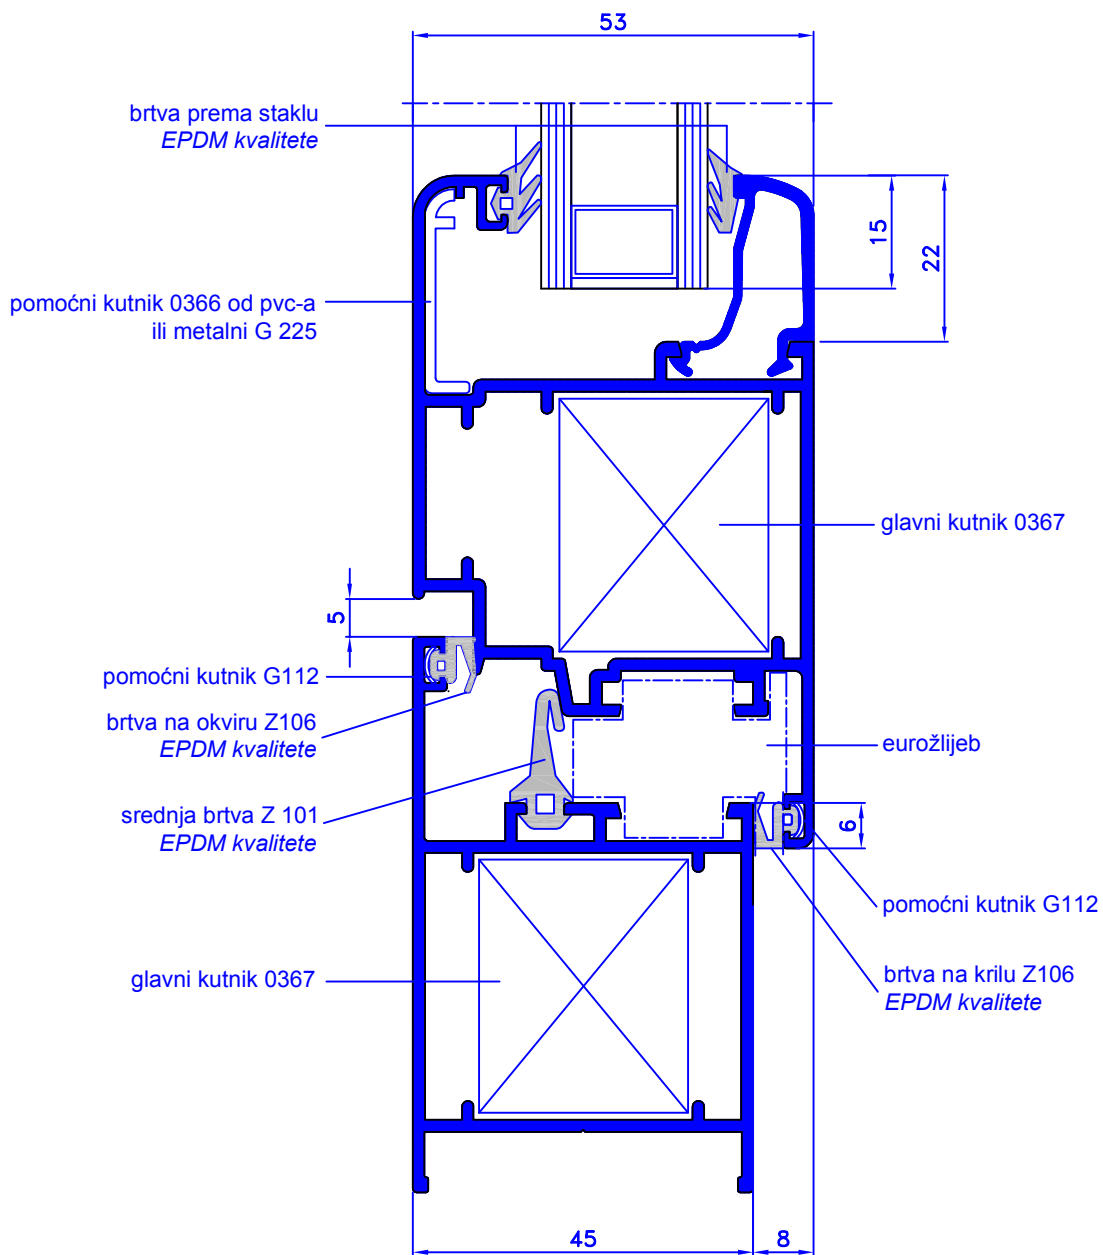 53
brtva prema staklu
EPDM kvalitete
15
22
pomoćni kutnik 0366 od pvc-a
ili metalni G 225
glavni kutnik 0367
5
pomoćni kutnik G112
brtva na okviru Z106
EPDM kvalitete
eurožlijeb
srednja brtva Z 101
EPDM kvalitete
6
pomoćni kutnik G112
glavni kutnik 0367
brtva na krilu Z106
EPDM kvalitete
45
8